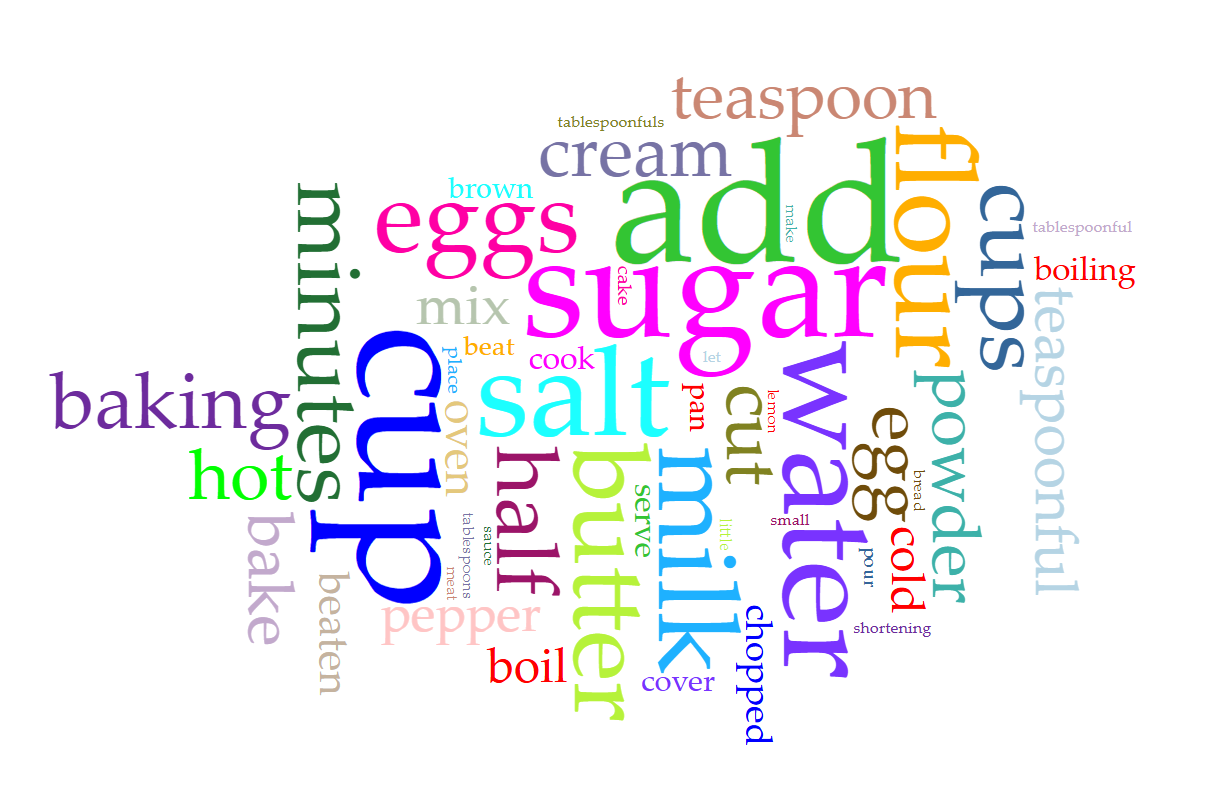 teaspoon
tablespoonfuls
cream
add
flour
brown
eggs
minutes
cups
make
tablespoonful
sugar
cake
boiling
mix
teaspoonful
cup
beat
cook
let
place
salt
water
baking
oven
pan
cut
lemon
powder
egg
hot
half
butter
milk
serve
bread
bake
tablespoons
sauce
little
small
cold
pour
beaten
meat
pepper
chopped
shortening
boil
cover